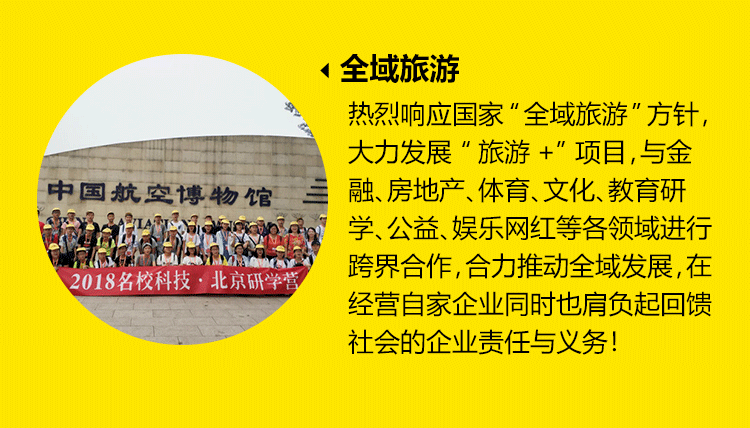 全域旅游
热烈响应国家“全域旅游”方针，
大力发展“旅游 +”项目，与金
融、房地产、体育、文化、教育研
学、公益、娱乐网红等各领域进行
跨界合作，合力推动全域发展，在
经营自家企业同时也肩负起回馈
社会的企业责任与义务！
中国航空博物馆
2018名校科技·北京研学营